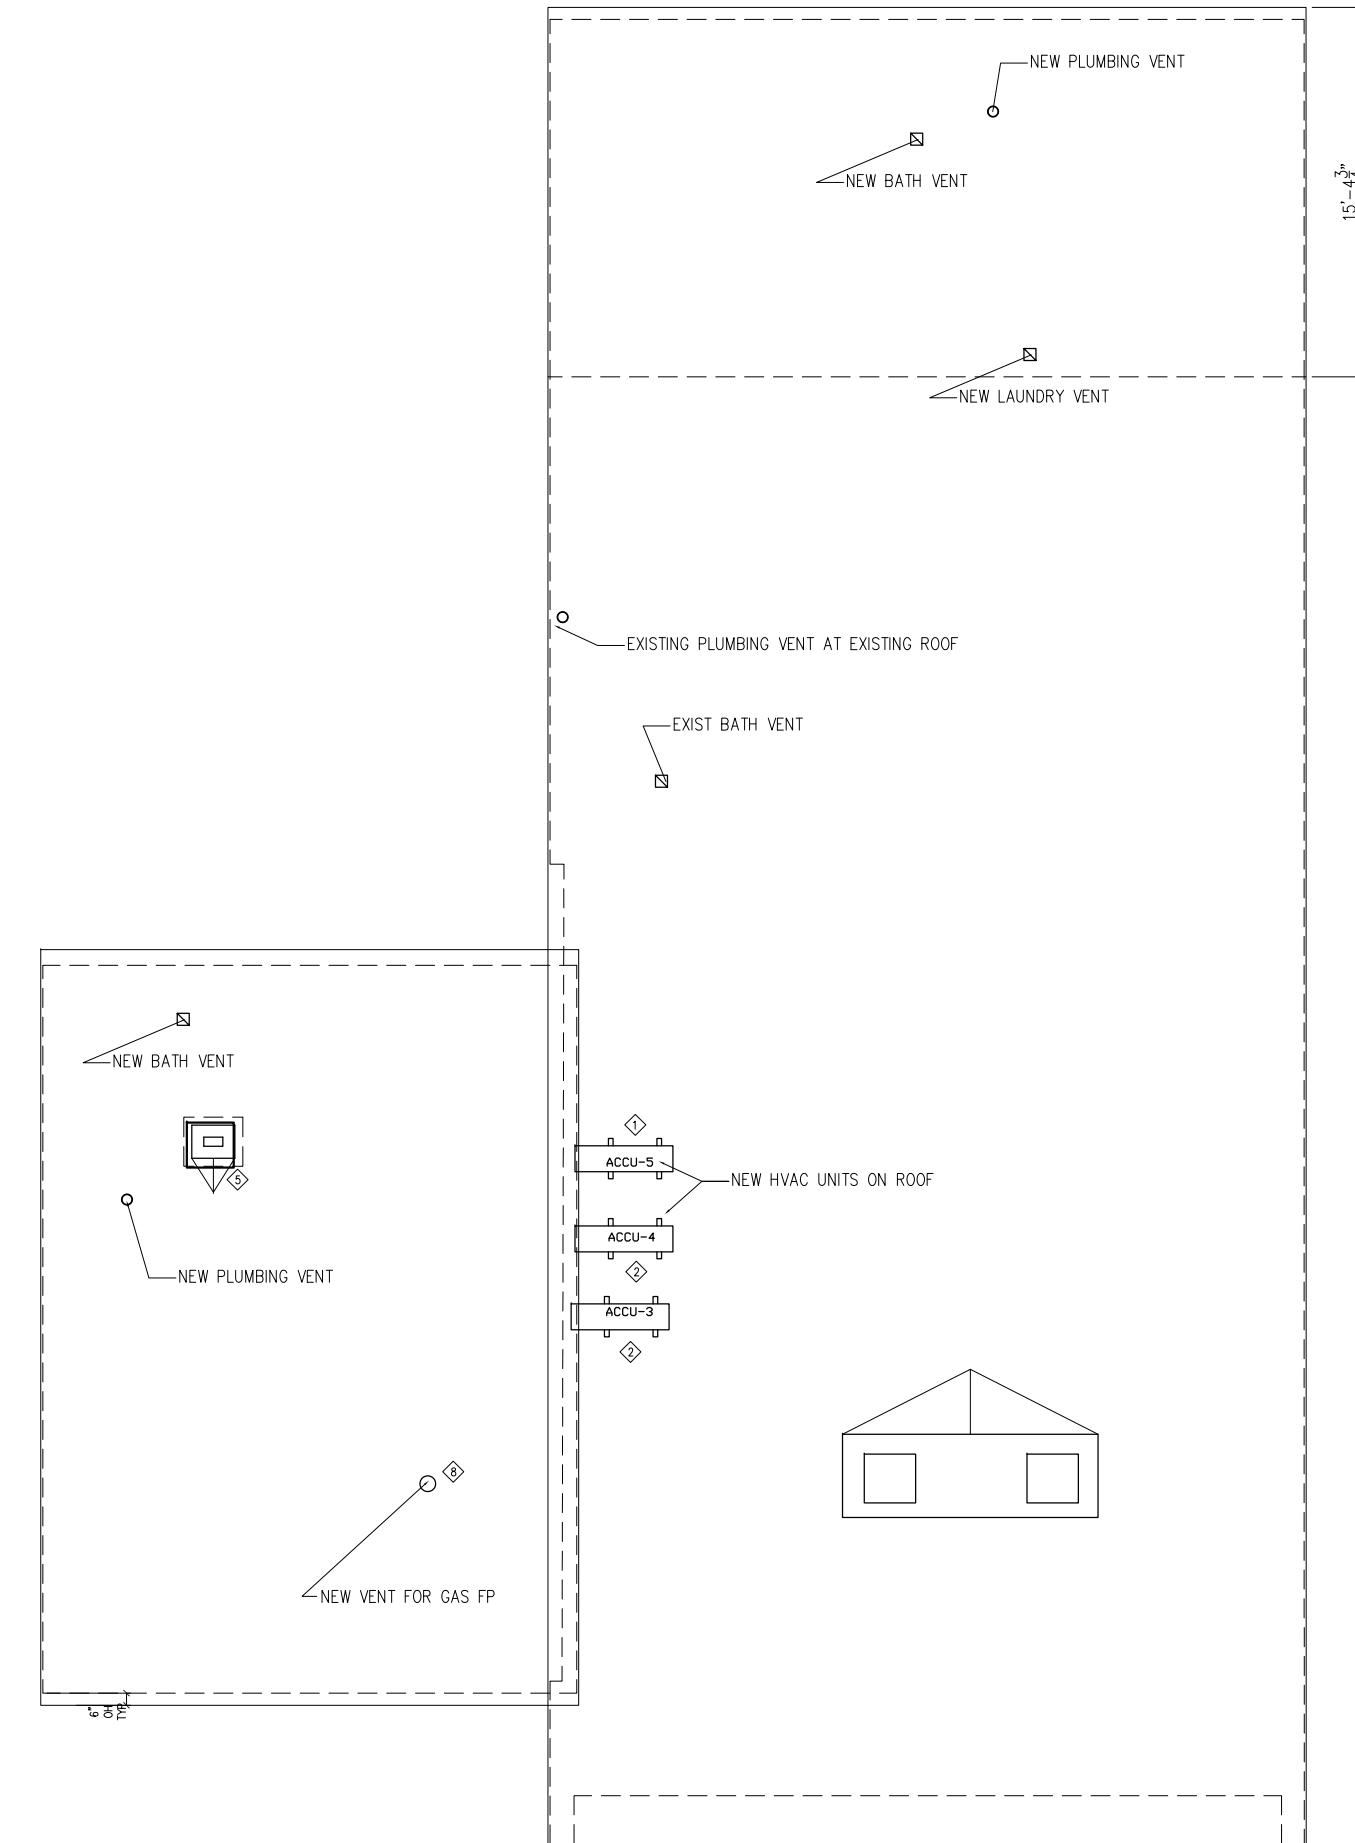 NEW PLUMBING VENT
NEW BATH VENT
15'-4¾"
NEW LAUNDRY VENT
EXISTING PLUMBING VENT AT EXISTING ROOF
EXIST BATH VENT
NEW BATH VENT
1
ACCU-5
5
NEW HVAC UNITS ON ROOF
ACCU-4
2
NEW PLUMBING VENT
ACCU-3
2
8
NEW VENT FOR GAS FP
6"
OH
TYP.